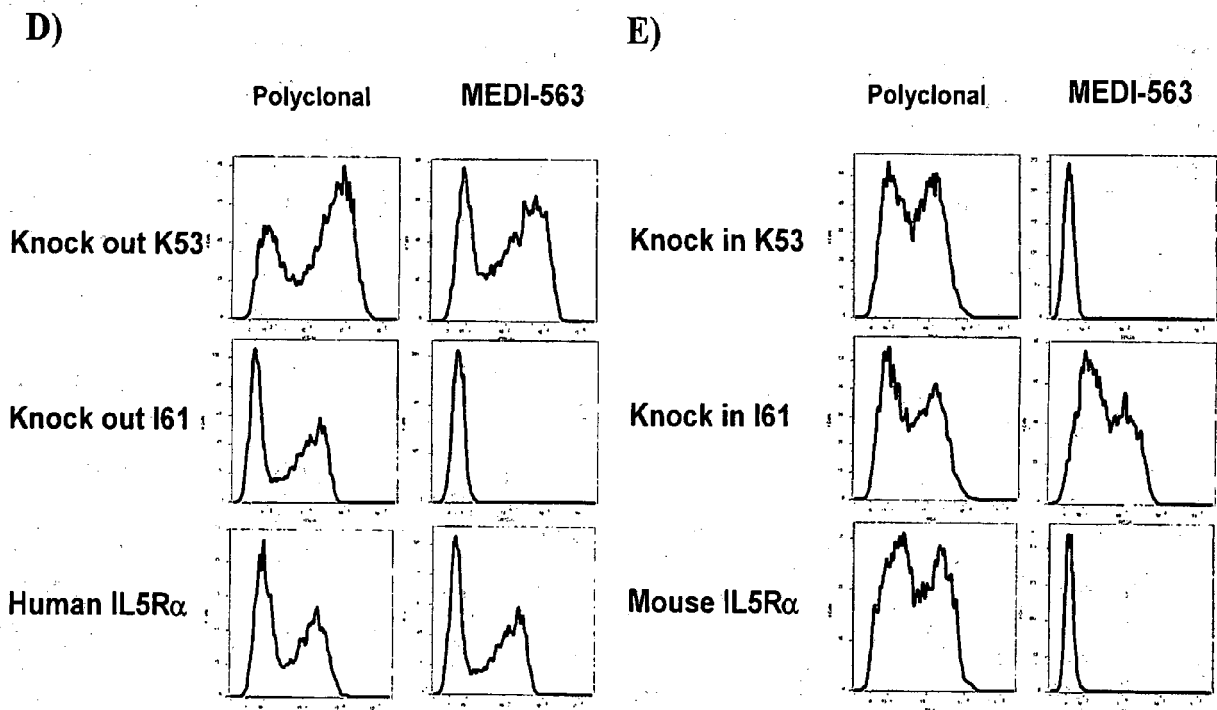 D)
Polyclonal MEDI-563
Knock out K53
Knock out I61
Human IL5Rα
E)
Polyclonal MEDI-563
Knock in K53
Knock in I61
Mouse IL5Rα